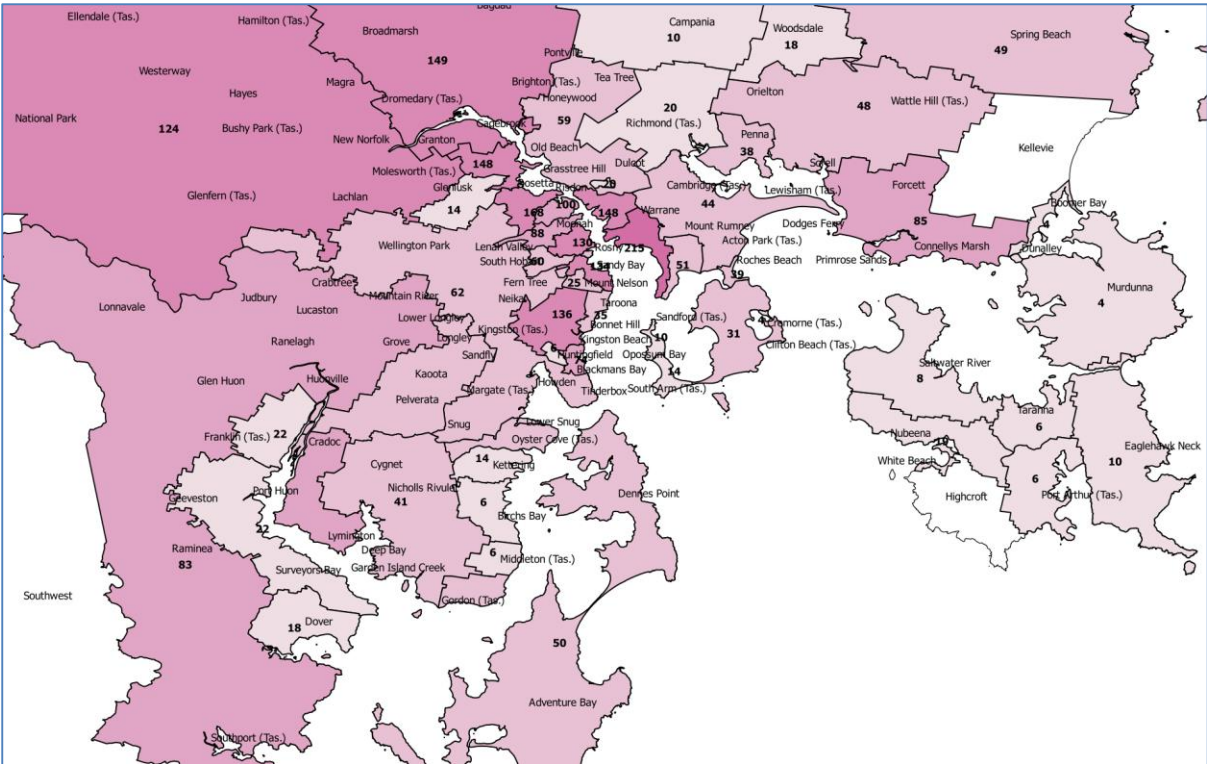 Ellendale (Tas.)
Hamilton (Tas.)
Bagdad
Broadmarsh
149
Campania
10
Woodsdale
18
Spring Beach
49
Pontville
Westerway
Magra
Brighton (Tas.)
Tea Tree
Honeywood
Orielton
Hayes
Dromedary (Tas.)
Wattle Hill (Tas.)
48
National Park
124
Bushy Park (Tas.)
Gagebrook
59
20
Richmond (Tas.)
New Norfolk
Granton
Penna
38
Kellevie
Old Beach
Molesworth (Tas.)
148
Grasstree Hill
Dulcot
Sorell
Glenlusk
Rosetta
Risdon
Cambridge (Tas.)
Lewisham (Tas.)
Forcett
Glenfern (Tas.)
Lachlan
14
168
100
148
Warrane
44
Boomer Bay
4
Moonah
Mount Rumney
Dodges Ferry
85
Wellington Park
88
Lenah Valley
130
Rosny
215
Acton Park (Tas.)
Connellys Marsh
Dunalley
South Hobart
60
Sandy Bay
51
Roches Beach
39
Primrose Sands
Crabtree
Fern Tree
25
Mount Nelson
Lonnavale
Judbury
Mountain River
62
Neika
Taroona
Murdunna
4
Lucaston
Lower Longley
136
35
Sandford (Tas.)
Bonnet Hill
Cremorne (Tas.)
Kingston (Tas.)
Grove
Longley
Kingston Beach
10
31
Clifton Beach (Tas.)
Ranelagh
Sandfly
6
Huntingfield
Opossum Bay
Saltwater River
8
Glen Huon
Huonville
Kaoota
Blackmans Bay
14
Margate (Tas.)
Howden
Tinderbox
South Arm (Tas.)
Pelverata
Snug
Lower Snug
Taranna
6
Franklin (Tas.)
22
Cradoc
Oyster Cove (Tas.)
Nubeena
Eaglehawk Neck
10
Cygnet
14
Kettering
White Beach
Geeveston
Port Huon
Nicholls Rivulet
41
Dennes Point
6
Port Arthur (Tas.)
Highcroft
6
Birchs Bay
22
Lymington
Raminea
83
Deep Bay
6
Middleton (Tas.)
Surveyors Bay
Garden Island Creek
Southwest
Gordon (Tas.)
18
Dover
50
Adventure Bay
Southport (Tas.)